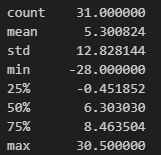 count 31.000000
mean 5.300824
std 12.828144
min -28.000000
25% -0.451852
50% 6.303030
75% 8.463504
max 30.500000